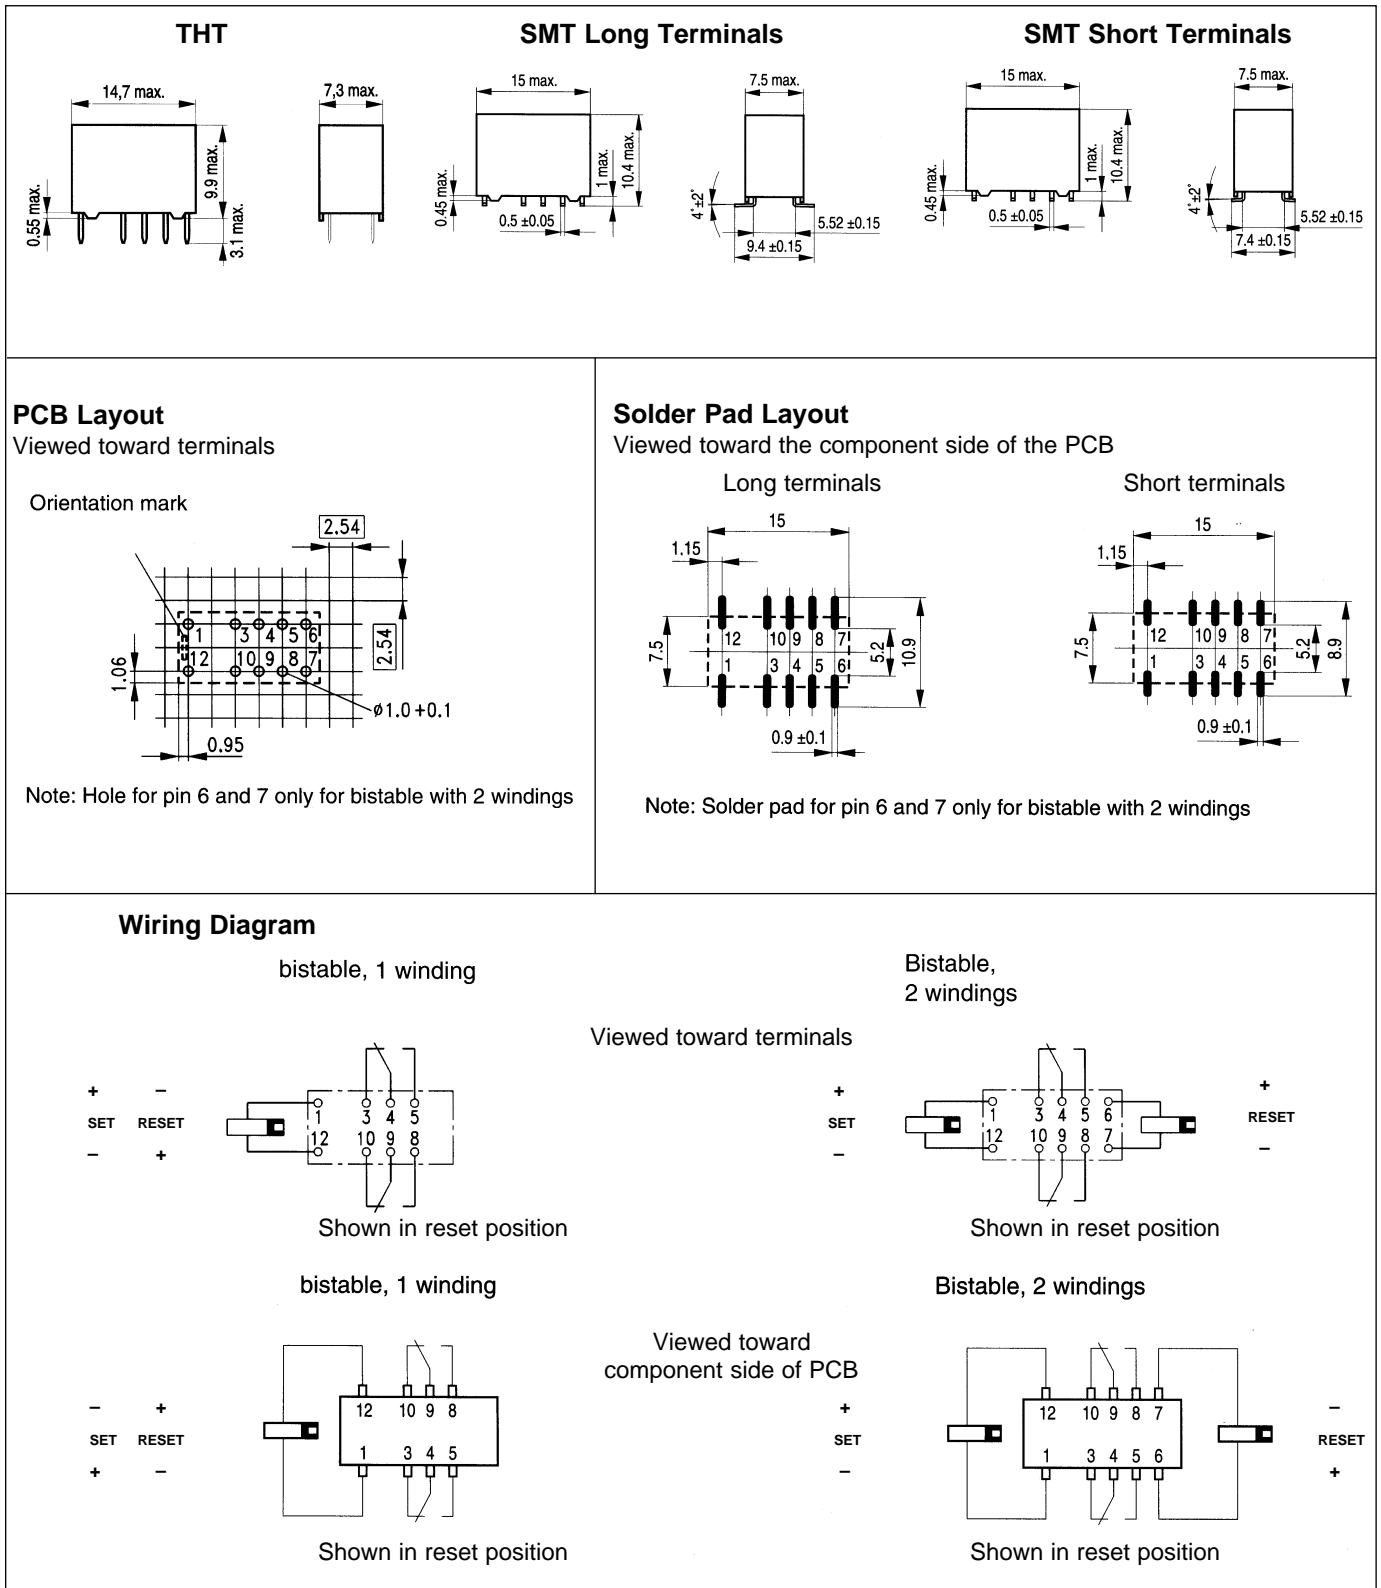 THT
SMT Long Terminals
SMT Short Terminals
14,7 max.
7,3 max.
15 max.
7.5 max.
15 max.
7.5 max.
0.55 max.
9.9 max.
3.1 max.
0.45 max.
0.5 ±0.05
1 max.
10.4 max.
4°±2°
5.52 ±0.15
9.4 ±0.15
0.45 max.
0.5 ±0.05
1 max.
10.4 max.
4°±2°
5.52 ±0.15
7.4 ±0.15
PCB Layout
Viewed toward terminals
Orientation mark
2.54
2.54
1 3 4 5 6
12 10 9 8 7
1.06
ø1.0 +0.1
0.95
Note: Hole for pin 6 and 7 only for bistable with 2 windings
Solder Pad Layout
Viewed toward the component side of the PCB
Long terminals
Short terminals
15
1.15
7.5
12 10 9 8 7
1 3 4 5 6
5.2
10.9
0.9 ±0.1
15
1,15
7.5
12 10 9 8 7
1 3 4 5 6
5.2
8.9
0.9 ±0.1
Note: Solder pad for pin 6 and 7 only for bistable with 2 windings
Wiring Diagram
bistable, 1 winding
Bistable,
2 windings
Viewed toward terminals
+ –
SET RESET
– +
1 3 4 5
12 10 9 8
Shown in reset position
+
SET
–
1 3 4 5 6
12 10 9 8 7
+
RESET
–
Shown in reset position
bistable, 1 winding
Bistable, 2 windings
Viewed toward
component side of PCB
– +
SET RESET
+ –
12 10 9 8
1 3 4 5
Shown in reset position
+
SET
–
12 10 9 8 7
1 3 4 5 6
–
RESET
+
Shown in reset position